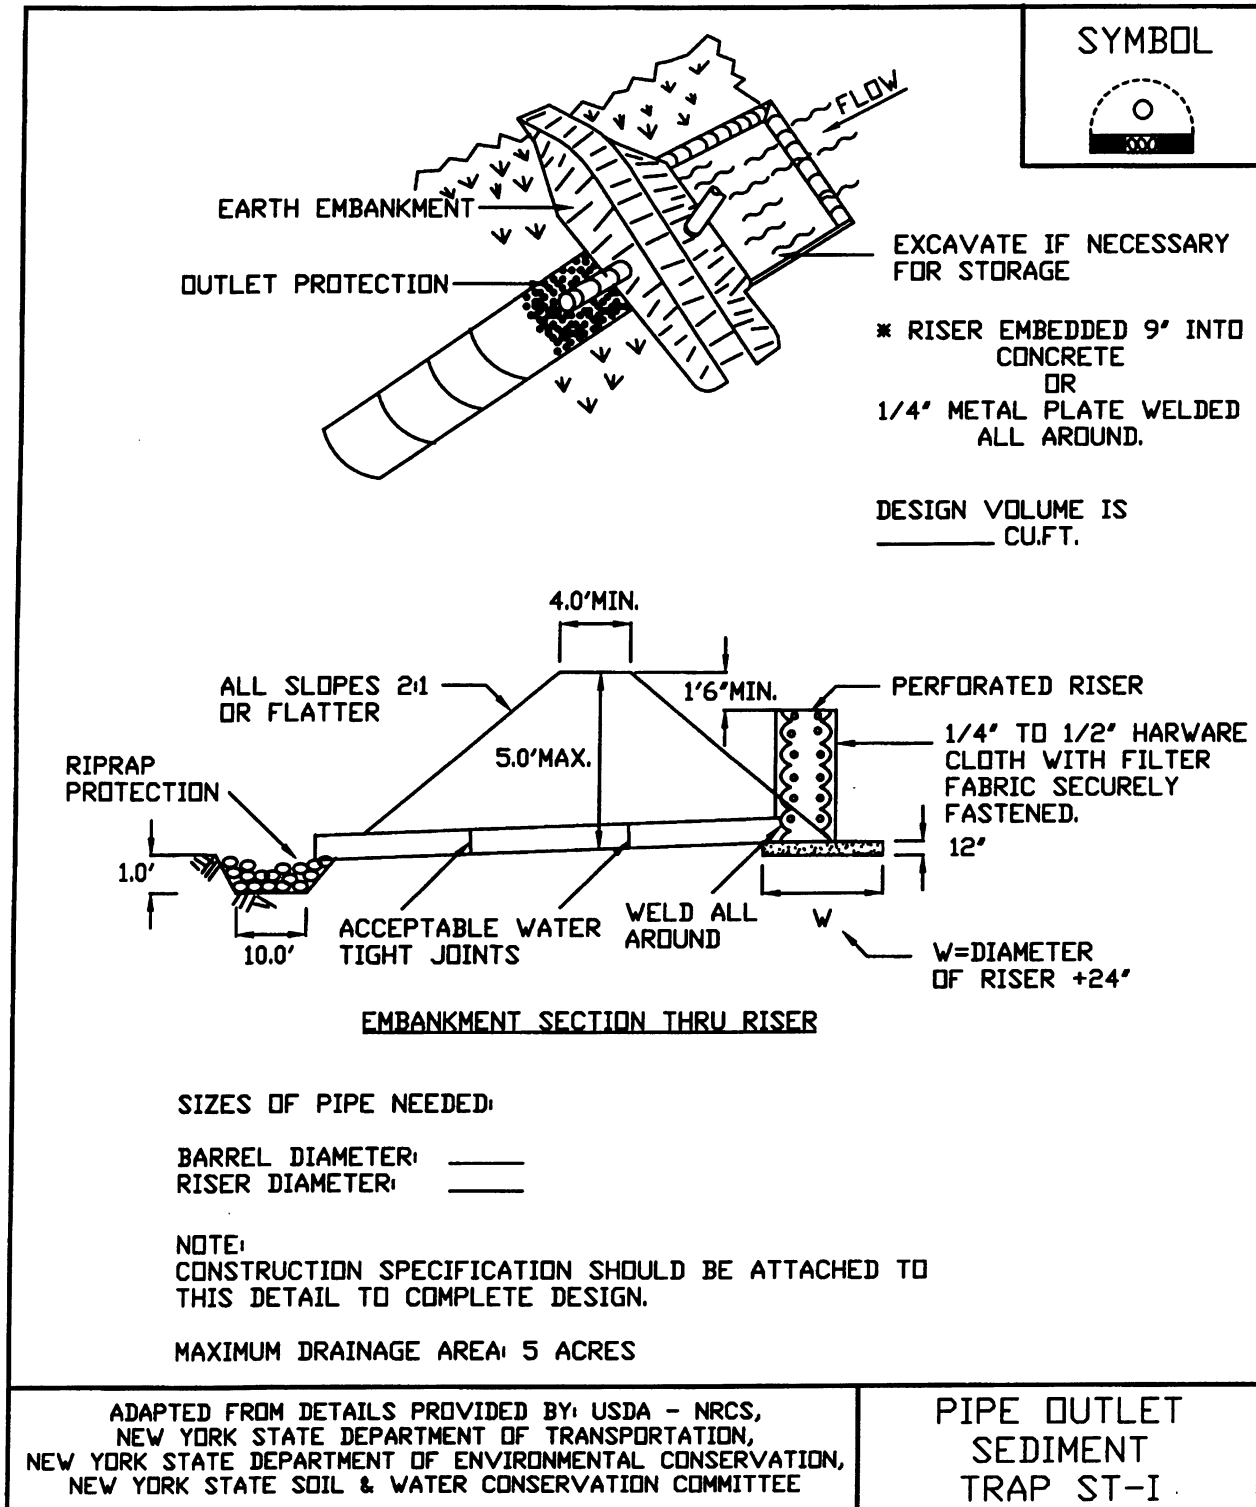 SYMBOL
FLOW
EARTH EMBANKMENT
OUTLET PROTECTION
EXCAVATE IF NECESSARY
FOR STORAGE
* RISER EMBEDDED 9" INTO
CONCRETE
OR
1/4" METAL PLATE WELDED
ALL AROUND.
DESIGN VOLUME IS
________ CU.FT.
4.0'MIN.
ALL SLOPES 2:1
OR FLATTER
1'6"MIN.
PERFORATED RISER
5.0'MAX.
1/4" TO 1/2" HARWARE
CLOTH WITH FILTER
FABRIC SECURELY
FASTENED.
RIPRAP
PROTECTION
12"
1.0'
10.0'
ACCEPTABLE WATER
TIGHT JOINTS
WELD ALL
AROUND
W
W=DIAMETER
OF RISER +24"
EMBANKMENT SECTION THRU RISER
SIZES OF PIPE NEEDED:
BARREL DIAMETER: _____
RISER DIAMETER: _____
NOTE:
CONSTRUCTION SPECIFICATION SHOULD BE ATTACHED TO
THIS DETAIL TO COMPLETE DESIGN.
MAXIMUM DRAINAGE AREA: 5 ACRES
ADAPTED FROM DETAILS PROVIDED BY: USDA - NRCS,
NEW YORK STATE DEPARTMENT OF TRANSPORTATION,
NEW YORK STATE DEPARTMENT OF ENVIRONMENTAL CONSERVATION,
NEW YORK STATE SOIL & WATER CONSERVATION COMMITTEE
PIPE OUTLET
SEDIMENT
TRAP ST-I